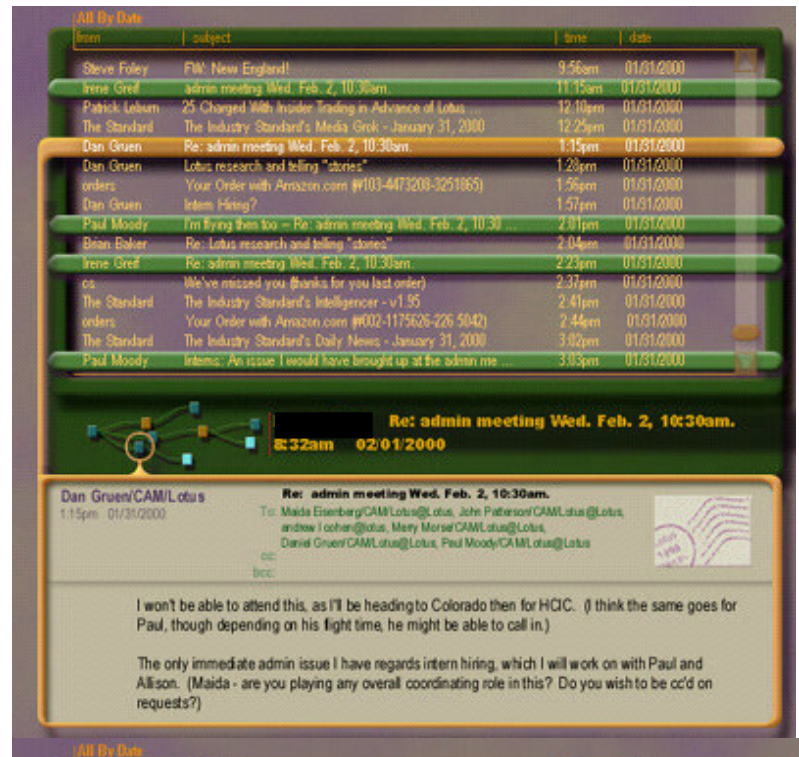 All By Date
from subject time date
Steve Foley FW: New England! 9:56am 01/31/2000
Irene Greif admin meeting Wed. Feb. 2, 10:30am. 11:15am 01/31/2000
Patrick Leburn 25 Charged With Insider Trading in Advance of Lotus ... 12:10pm 01/31/2000
The Standard The Industry Standard's Media Grok - January 31, 2000 12:25pm 01/31/2000
Dan Gruen Re: admin meeting Wed. Feb. 2, 10:30am. 1:15pm 01/31/2000
Dan Gruen Lotus research and telling "stories" 1:28pm 01/31/2000
orders Your Order with Amazon.com (#103-4473208-3251065) 1:56pm 01/31/2000
Dan Gruen Intern Hiring? 1:57pm 01/31/2000
Paul Moody I'm flying then too -- Re: admin meeting Wed. Feb. 2, 10:30 ... 2:01pm 01/31/2000
Brian Baker Re: Lotus research and telling "stories" 2:04pm 01/31/2000
Irene Greif Re: admin meeting Wed. Feb. 2, 10:30am. 2:23pm 01/31/2000
cs We've missed you (thanks for you last order) 2:37pm 01/31/2000
The Standard The Industry Standard's Intelligencer - v1.95 2:41pm 01/31/2000
orders Your Order with Amazon.com (#002-1175626-226 5042) 2:44pm 01/31/2000
The Standard The Industry Standard's Daily News - January 31, 2000 3:02pm 01/31/2000
Paul Moody Interns: An issue I would have brought up at the admin me ... 3:03pm 01/31/2000
Re: admin meeting Wed. Feb. 2, 10:30am.
8:32am 02/01/2000
Dan Gruen/CAM/Lotus Re: admin meeting Wed. Feb. 2, 10:30am.
1:15pm 01/31/2000 To: Maida Eisenberg/CAM/Lotus@Lotus, John Patterson/CAM/Lotus@Lotus,
andrew l cohen@lotus, Merry Morse/CAM/Lotus@Lotus,
Daniel Gruen/CAM/Lotus@Lotus, Paul Moody/CAM/Lotus@Lotus
cc:
bcc:
I won't be able to attend this, as I'll be heading to Colorado then for HCIC. (I think the same goes for
Paul, though depending on his flight time, he might be able to call in.)
The only immediate admin issue I have regards intern hiring, which I will work on with Paul and
Allison. (Maida - are you playing any overall coordinating role in this? Do you wish to be cc'd on
requests?)
All By Date